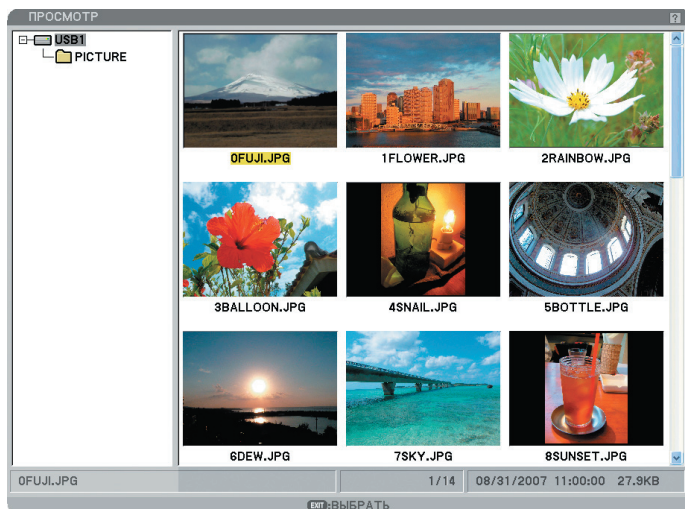 ПРОСМОТР
?
USB1
PICTURE
0FUJI.JPG
1FLOWER.JPG
2RAINBOW.JPG
3BALLOON.JPG
4SNAIL.JPG
5BOTTLE.JPG
6DEW.JPG
7SKY.JPG
8SUNSET.JPG
0FUJI.JPG
1/14
08/31/2007 11:00:00 27.9KB
EXIT:ВЫБРАТЬ